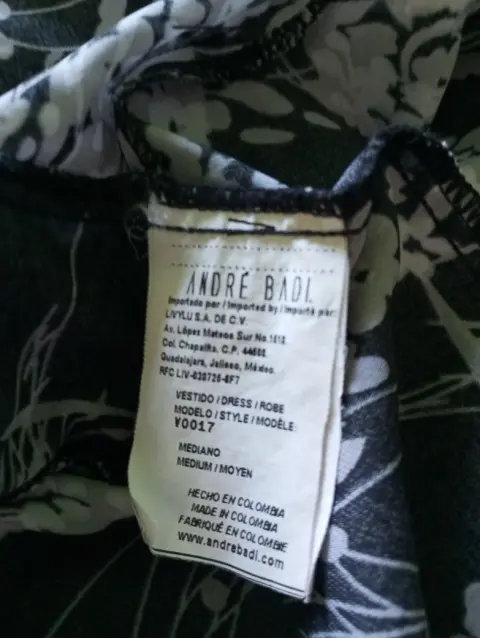 ANDRÉ BADI.
Importado por / Imported by / Importé par:
LIVYLU S.A. DE C.V.
Av. López Mateos Sur No.
Col. Chapalita, C.P.
Guadalajara, Jalisco, México.
VESTIDO / DRESS / ROBE
MODELO / STYLE / MODÈLE:
V0017
MEDIANO
MEDIUM / MOYEN
HECHO EN COLOMBIA
MADE IN COLOMBIA
FABRIQUÉ EN COLOMBIE
www.andrebadi.com